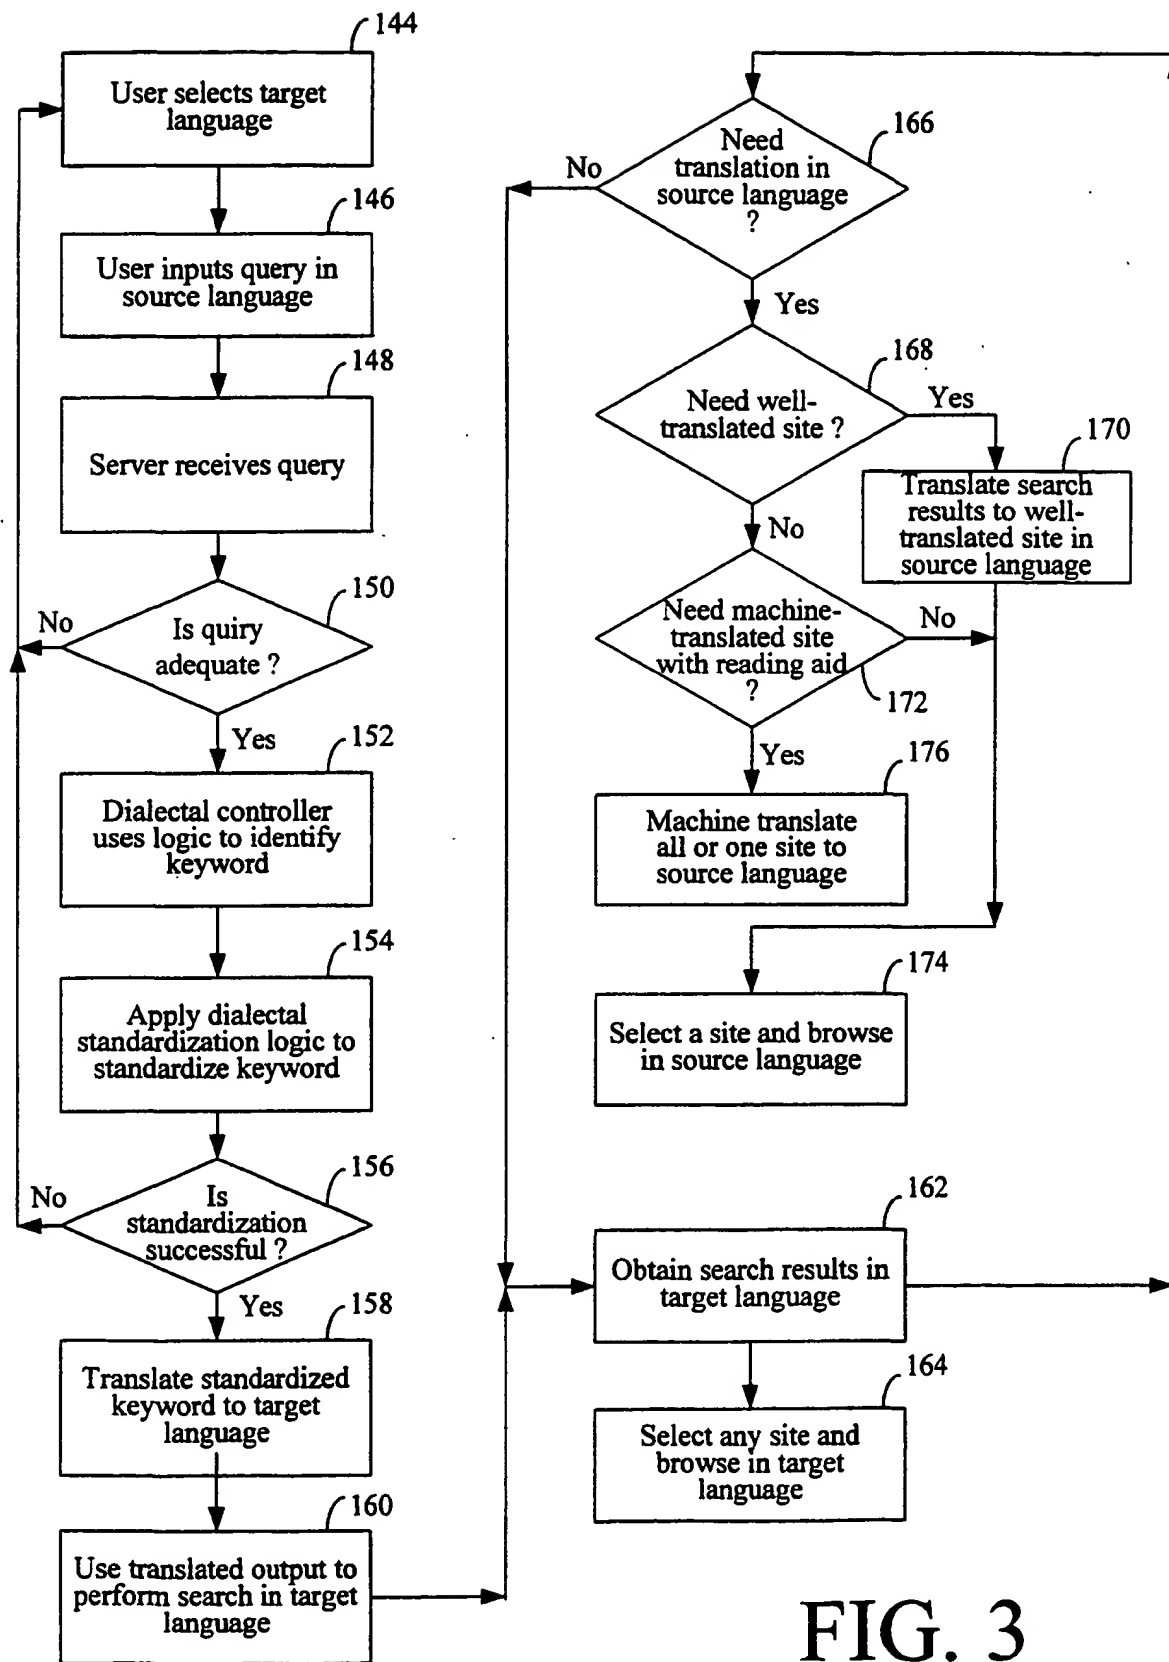 144
User selects target
language
146
User inputs query in
source language
148
Server receives query
150
Is quiry
adequate ?
No
Yes
152
Dialectal controller
uses logic to identify
keyword
154
Apply dialectal
standardization logic to
standardize keyword
156
Is
standardization
successful ?
No
Yes
158
Translate standardized
keyword to target
language
160
Use translated output to
perform search in target
language
166
Need
translation in
source language
?
No
Yes
168
Need well-
translated site ?
Yes
No
170
Translate search
results to well-
translated site in
source language
Need machine-
translated site
with reading aid
?
172
No
Yes
176
Machine translate
all or one site to
source language
174
Select a site and browse
in source language
162
Obtain search results in
target language
164
Select any site and
browse in target
language
FIG. 3